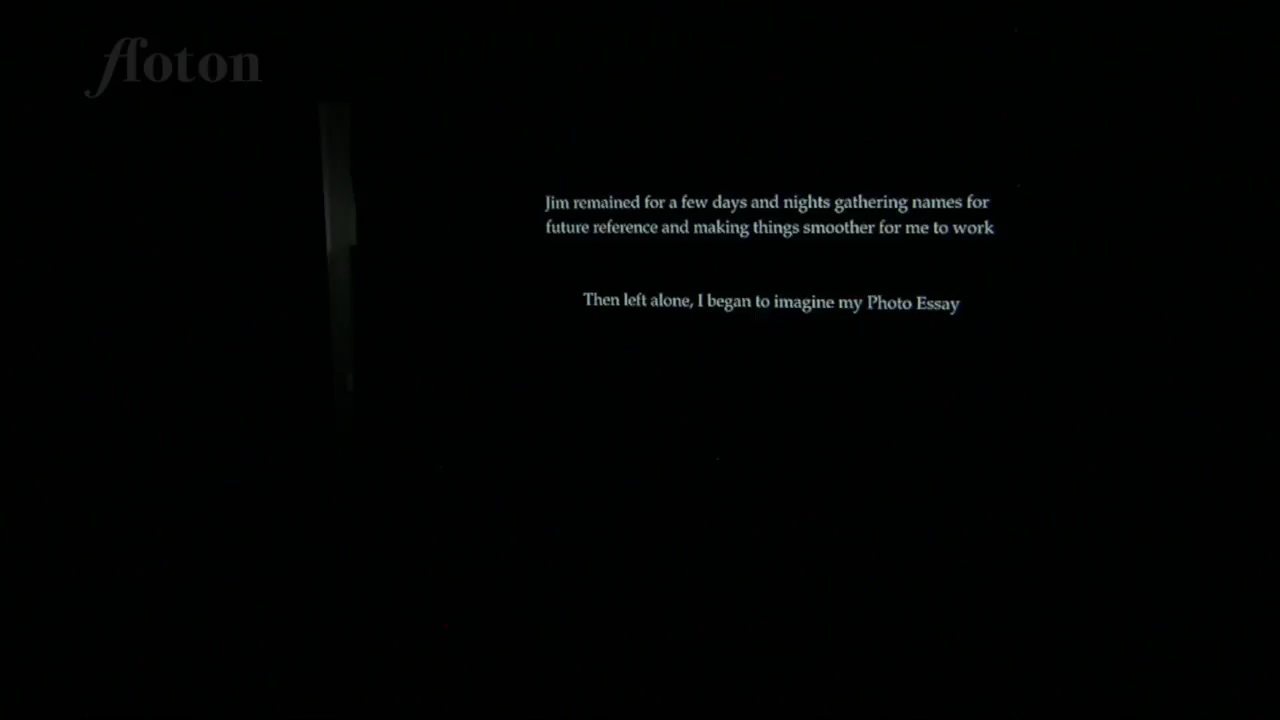 ffoton
Jim remained for a few days and nights gathering names for
future reference and making things smoother for me to work
Then left alone, I began to imagine my Photo Essay